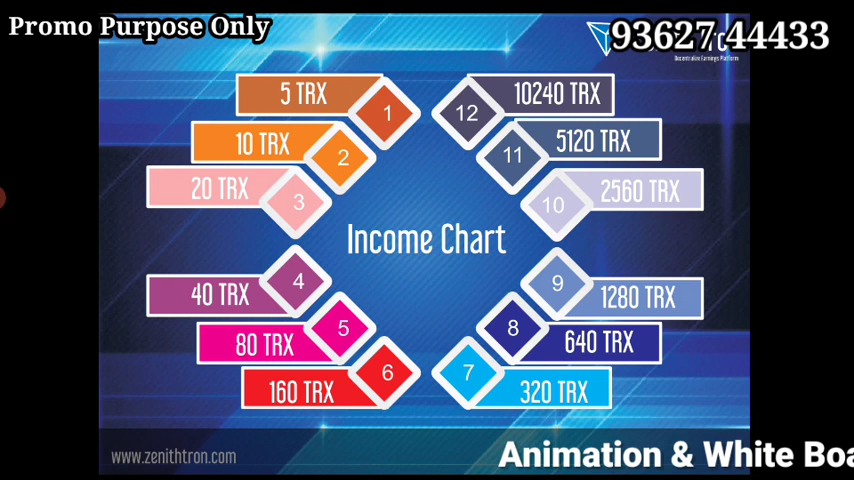 Promo Purpose Only
93627 44433
Decentralize Earnings Platform
5 TRX
1
10 TRX
2
20 TRX
3
12
10240 TRX
11
5120 TRX
10
2560 TRX
Income Chart
4
40 TRX
5
80 TRX
6
160 TRX
9
1280 TRX
8
640 TRX
7
320 TRX
www.zenithtron.com
Animation & White Boa